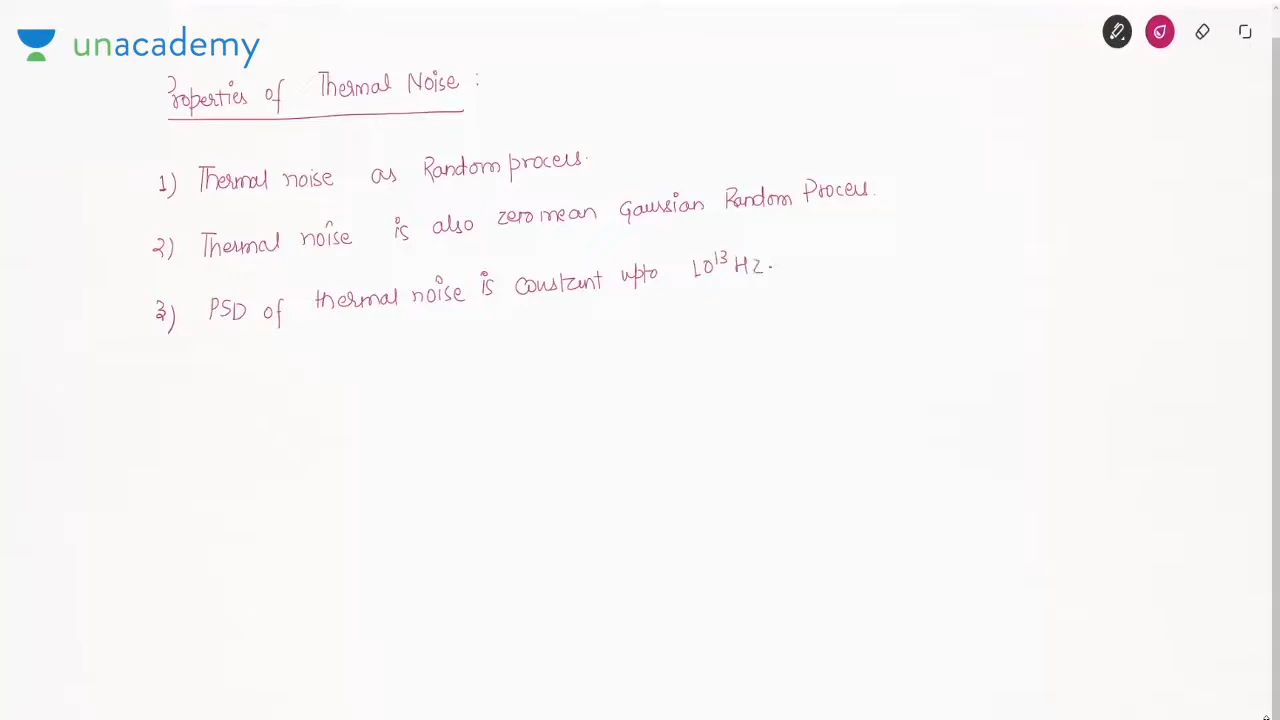 unacademy
Properties of Thermal Noise :
1) Thermal noise as Random process.
2) Thermal noise is also zero mean Gaussian Random Process.
3) PSD of thermal noise is constant upto 10¹³ Hz.